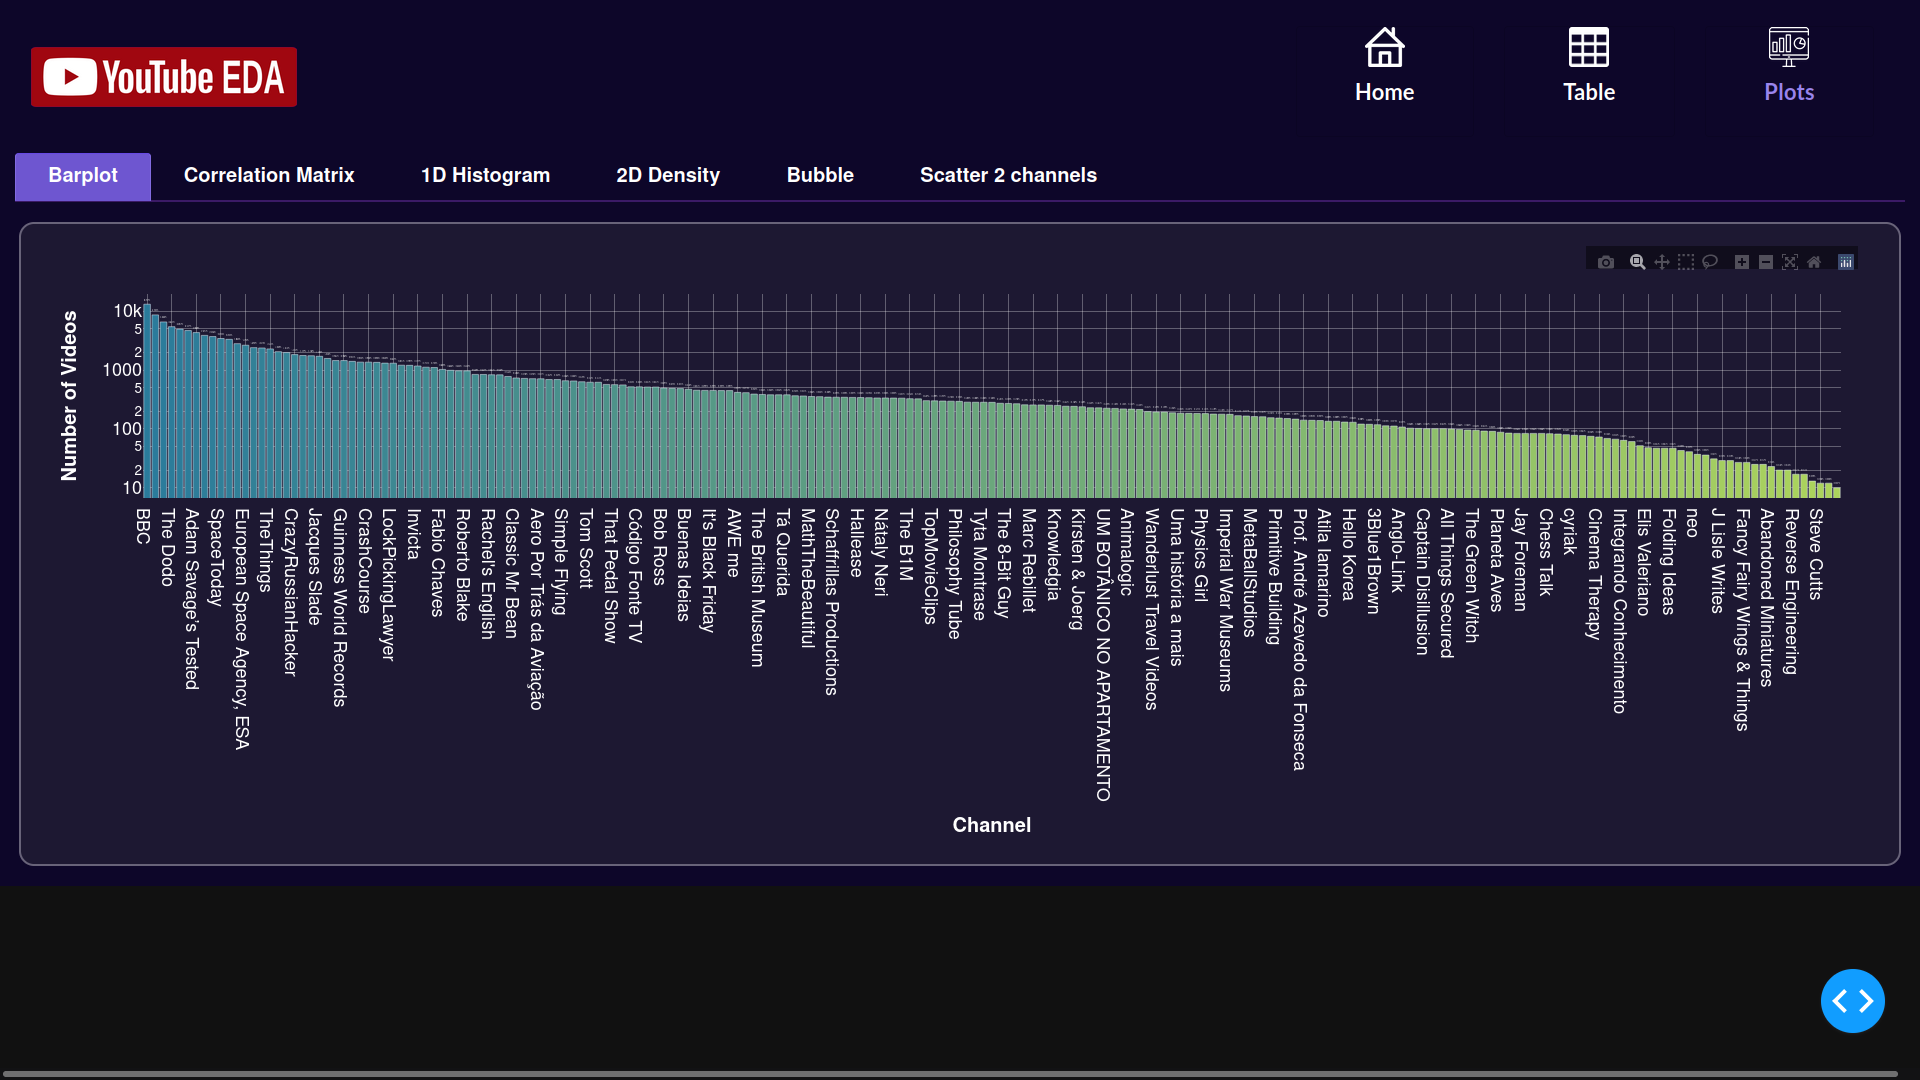 YouTube EDA
Home
Table
Plots
Barplot
Correlation Matrix
1D Histogram
2D Density
Bubble
Scatter 2 channels
Number of Videos
10k
5
2
1000
5
2
100
5
2
10
BBC
The Dodo
Adam Savage's Tested
SpaceToday
European Space Agency, ESA
TheThings
CrazyRussianHacker
Jacques Slade
Guinness World Records
CrashCourse
LockPickingLawyer
Invicta
Fabio Chaves
Roberto Blake
Rachel's English
Classic Mr Bean
Aero Por Trás da Aviação
Simple Flying
Tom Scott
That Pedal Show
Código Fonte TV
Bob Ross
Buenas Ideias
It's Black Friday
AWE me
The British Museum
Tá Querida
MathTheBeautiful
Schaffrillas Productions
Hallease
Nátaly Neri
The B1M
TopMovieClips
Philosophy Tube
Tyta Montrase
The 8-Bit Guy
Marc Rebillet
Knowledgia
Kirsten & Joerg
UM BOTÂNICO NO APARTAMENTO
Animalogic
Wanderlust Travel Videos
Uma história a mais
Physics Girl
Imperial War Museums
MetaBallStudios
Primitive Building
Prof. André Azevedo da Fonseca
Atila Iamarino
Hello Korea
3Blue1Brown
Anglo-Link
Captain Disillusion
All Things Secured
The Green Witch
Planeta Aves
Jay Foreman
Chess Talk
cyriak
Cinema Therapy
Integrando Conhecimento
Elis Valeriano
Folding Ideas
neo
J Lisle Writes
Fancy Fairy Wings & Things
Abandoned Miniatures
Reverse Engineering
Steve Cutts
Channel